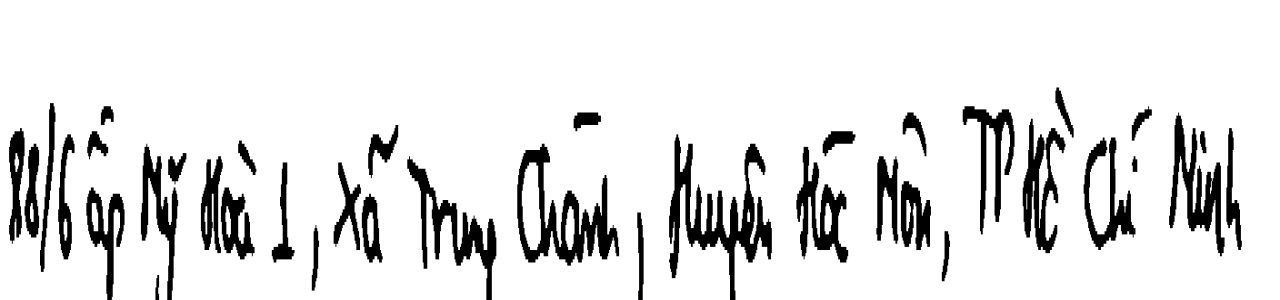 88/6 ấp Mỹ Hoà 1, Xã Trung Chánh, Huyện Hóc Môn, TP Hồ Chí Minh